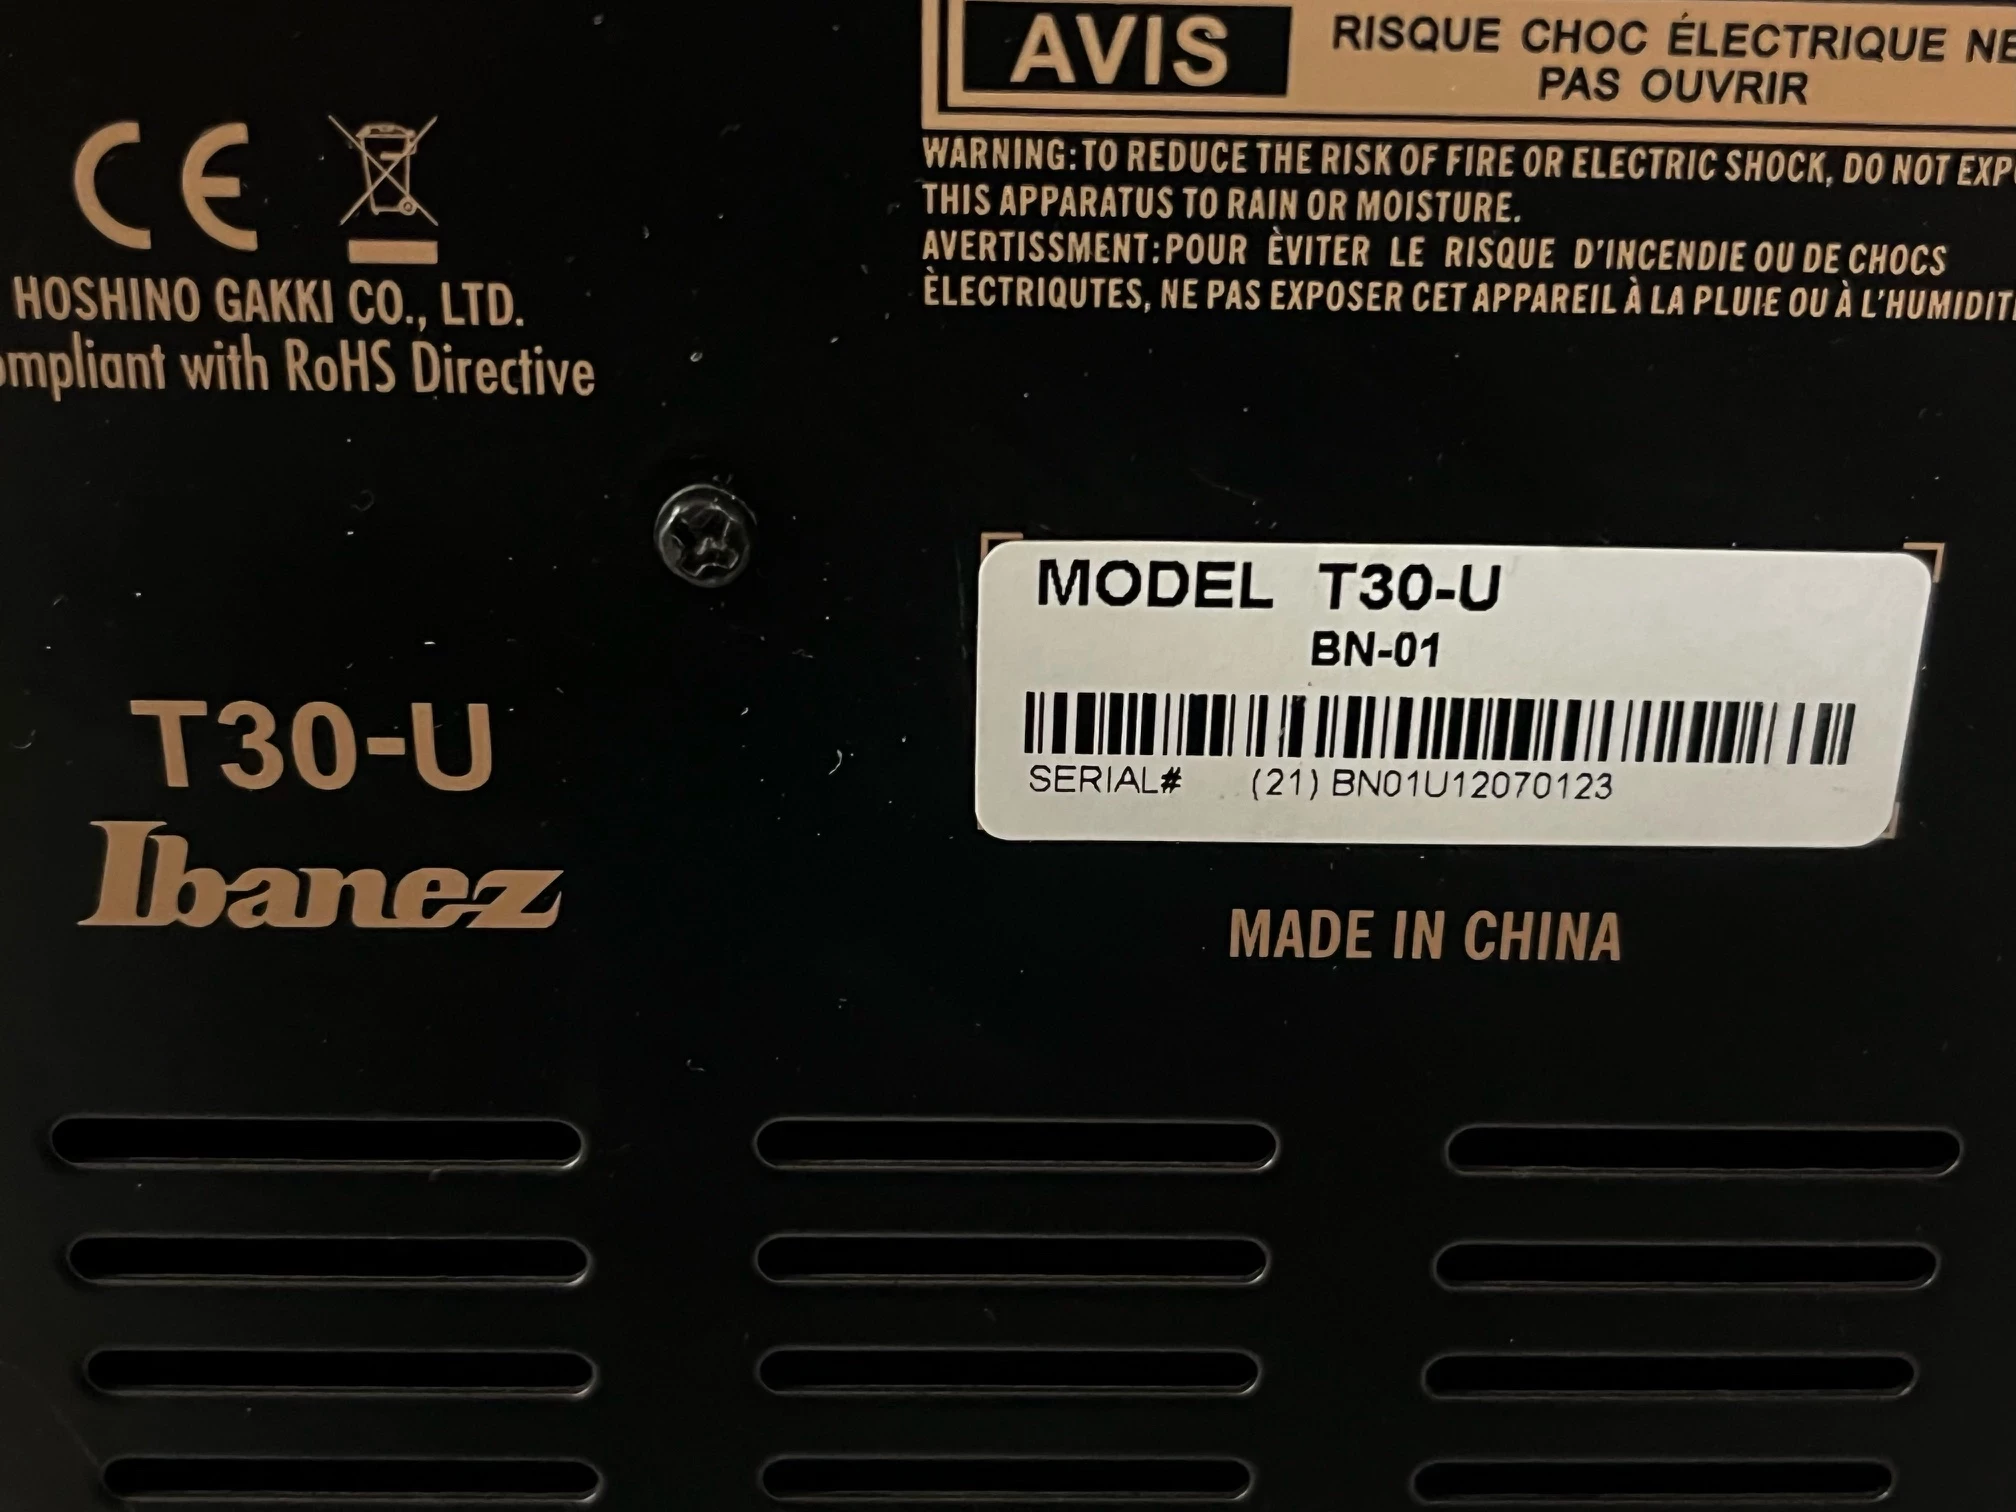 AVIS
RISQUE CHOC ÉLECTRIQUE NE
PAS OUVRIR
WARNING:TO REDUCE THE RISK OF FIRE OR ELECTRIC SHOCK, DO NOT EXP
THIS APPARATUS TO RAIN OR MOISTURE.
AVERTISSMENT:POUR ÈVITER LE RISQUE D'INCENDIE OU DE CHOCS
ÈLECTRIQUTES, NE PAS EXPOSER CET APPAREIL À LA PLUIE OU À L'HUMIDIT
CE
HOSHINO GAKKI CO., LTD.
ompliant with RoHS Directive
MODEL T30-U
BN-01
SERIAL# (21) BN01U12070123
T30-U
Ibanez
MADE IN CHINA